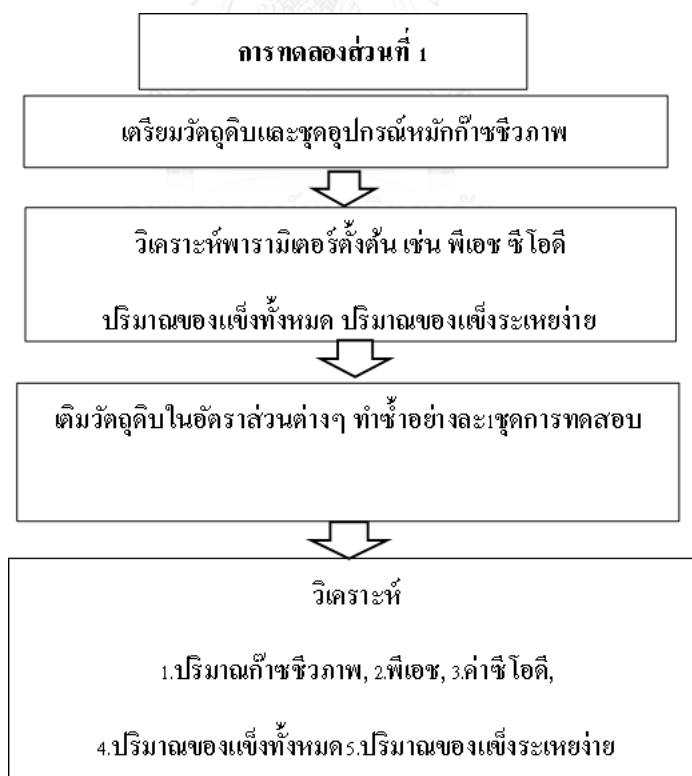 การทดลองส่วนที่ 1
เตรียมวัตถุดิบและชุดอุปกรณ์หมักก๊าซชีวภาพ
วิเคราะห์พารามิเตอร์ตั้งต้น เช่น พีเอช ซีโอดี
ปริมาณของแข็งทั้งหมด ปริมาณของแข็งระเหยง่าย
เติมวัตถุดิบในอัตราส่วนต่างๆ ทำซ้ำอย่างละ1ชุดการทดสอบ
วิเคราะห์
1.ปริมาณก๊าซชีวภาพ, 2.พีเอช, 3.ค่าซีโอดี,
4.ปริมาณของแข็งทั้งหมด5.ปริมาณของแข็งระเหยง่าย